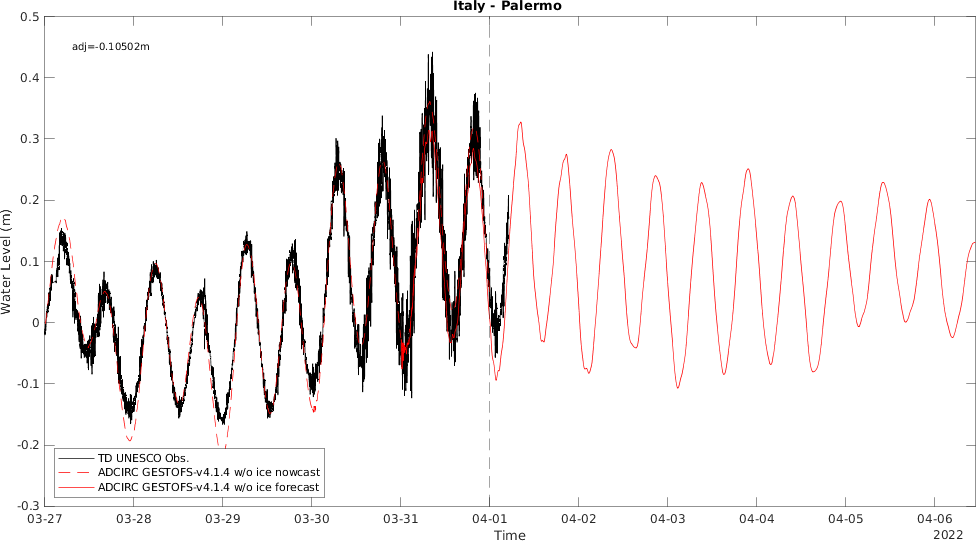 Italy - Palermo
adj=-0.10502m
0.5
0.4
0.3
0.2
0.1
0
-0.1
-0.2
-0.3
Water Level (m)
TD UNESCO Obs.
ADCIRC GESTOFS-v4.1.4 w/o ice nowcast
ADCIRC GESTOFS-v4.1.4 w/o ice forecast
03-27 03-28 03-29 03-30 03-31 04-01 04-02 04-03 04-04 04-05 04-06
Time
2022